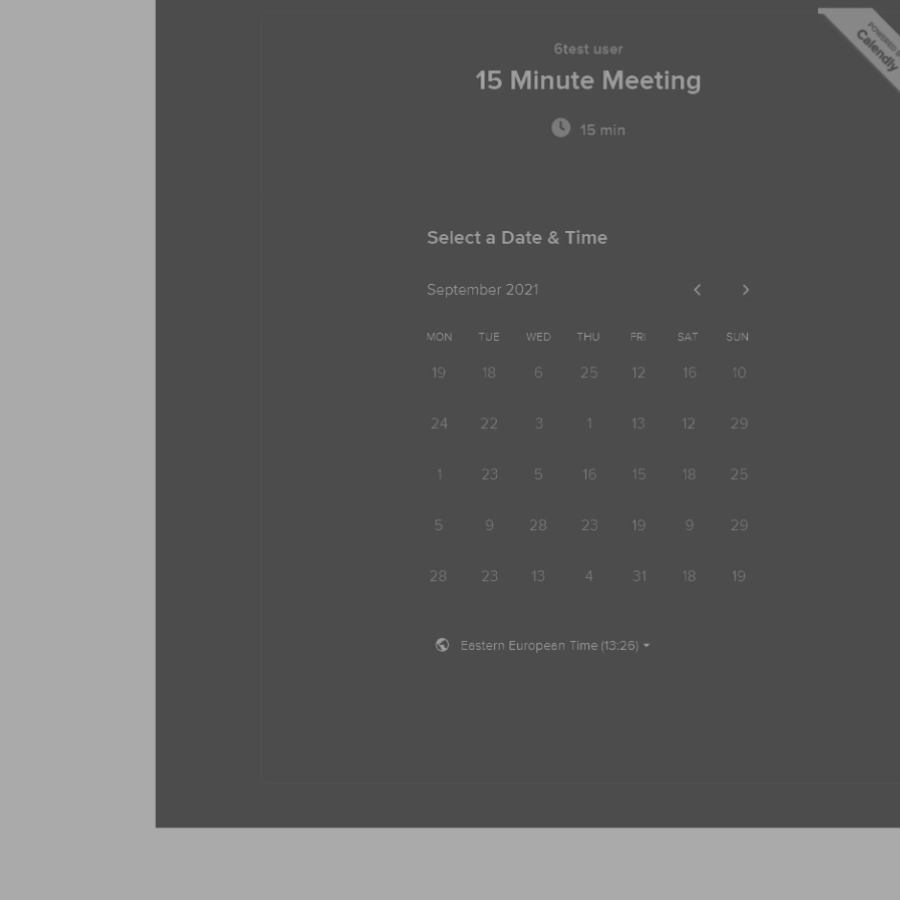 6test user
15 Minute Meeting
15 min
POWERED
Calendly
Select a Date & Time
September 2021
MON TUE WED THU FRI SAT SUN
19 18 6 25 12 16 10
24 22 3 1 13 12 29
1 23 5 16 15 18 25
5 9 28 23 19 9 29
28 23 13 4 31 18 19
Eastern European Time (13:26)